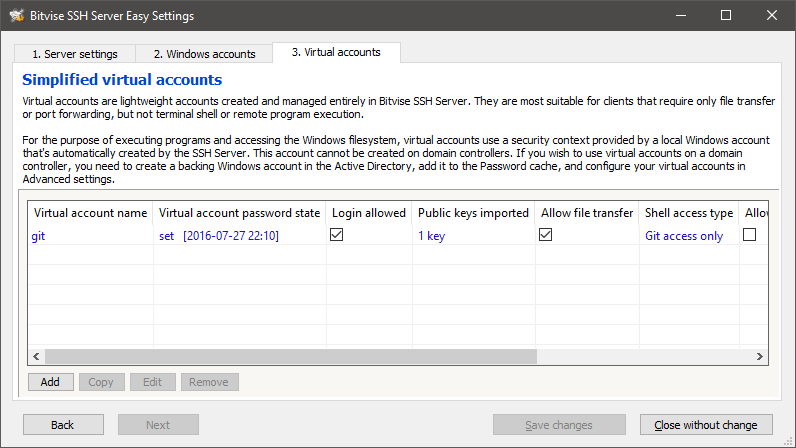 Bitvise SSH Server Easy Settings
1. Server settings 2. Windows accounts 3. Virtual accounts
Simplified virtual accounts
Virtual accounts are lightweight accounts created and managed entirely in Bitvise SSH Server. They are most suitable for clients that require only file transfer
or port forwarding, but not terminal shell or remote program execution.
For the purpose of executing programs and accessing the Windows filesystem, virtual accounts use a security context provided by a local Windows account
that's automatically created by the SSH Server. This account cannot be created on domain controllers. If you wish to use virtual accounts on a domain
controller, you need to create a backing Windows account in the Active Directory, add it to the Password cache, and configure your virtual accounts in
Advanced settings.
Virtual account name Virtual account password state Login allowed Public keys imported Allow file transfer Shell access type Allow
git set [2016-07-27 22:10] 1 key Git access only
Add Copy Edit Remove
Back Next Save changes Close without change